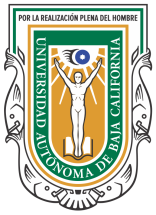 POR LA REALIZACIÓN PLENA DEL HOMBRE
UNIVERSIDAD AUTÓNOMA DE BAJA CALIFORNIA